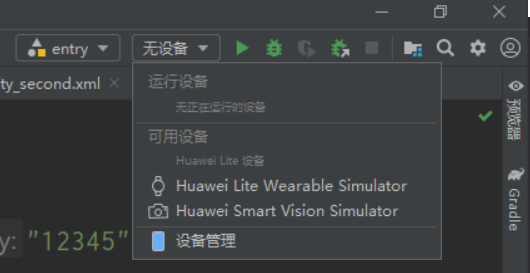 entry
无设备
ty_second.xml
运行设备
无正在运行的设备
可用设备
Huawei Lite 设备
Huawei Lite Wearable Simulator
Huawei Smart Vision Simulator
设备管理
y: "12345"
预览器
Gradle